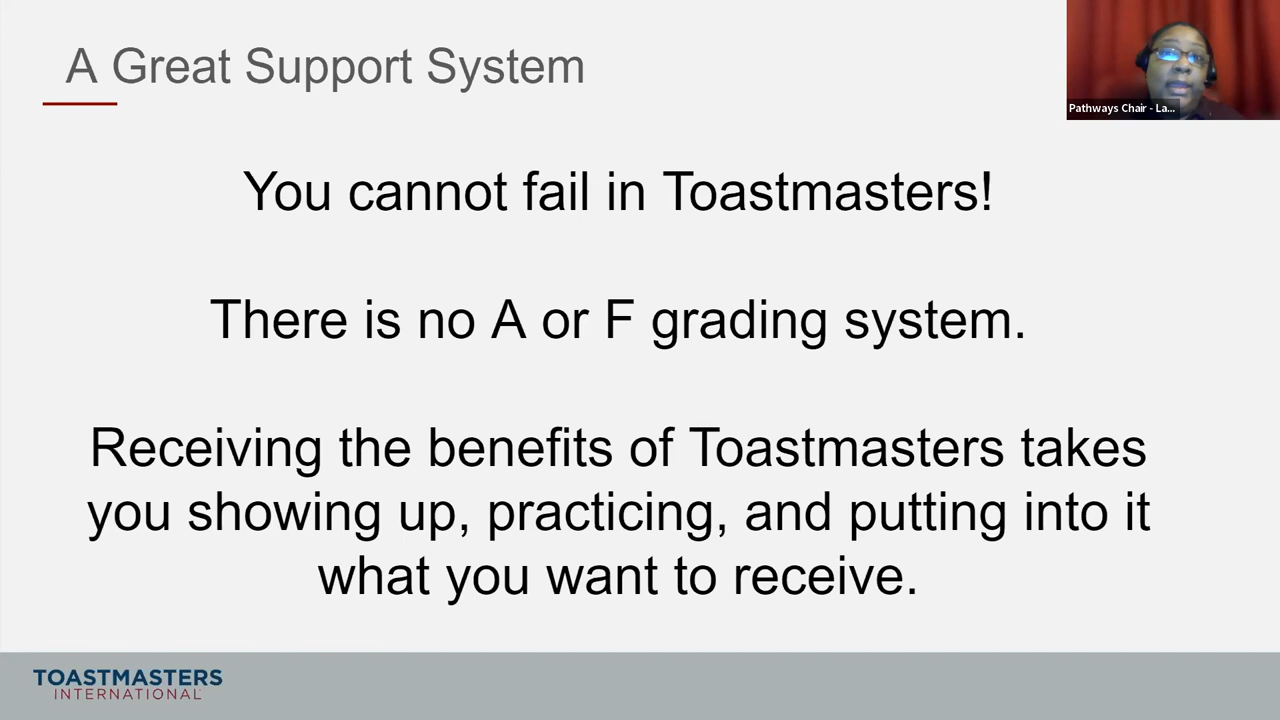 A Great Support System
Pathways Chair - La...
You cannot fail in Toastmasters!
There is no A or F grading system.
Receiving the benefits of Toastmasters takes
you showing up, practicing, and putting into it
what you want to receive.
TOASTMASTERS
INTERNATIONAL